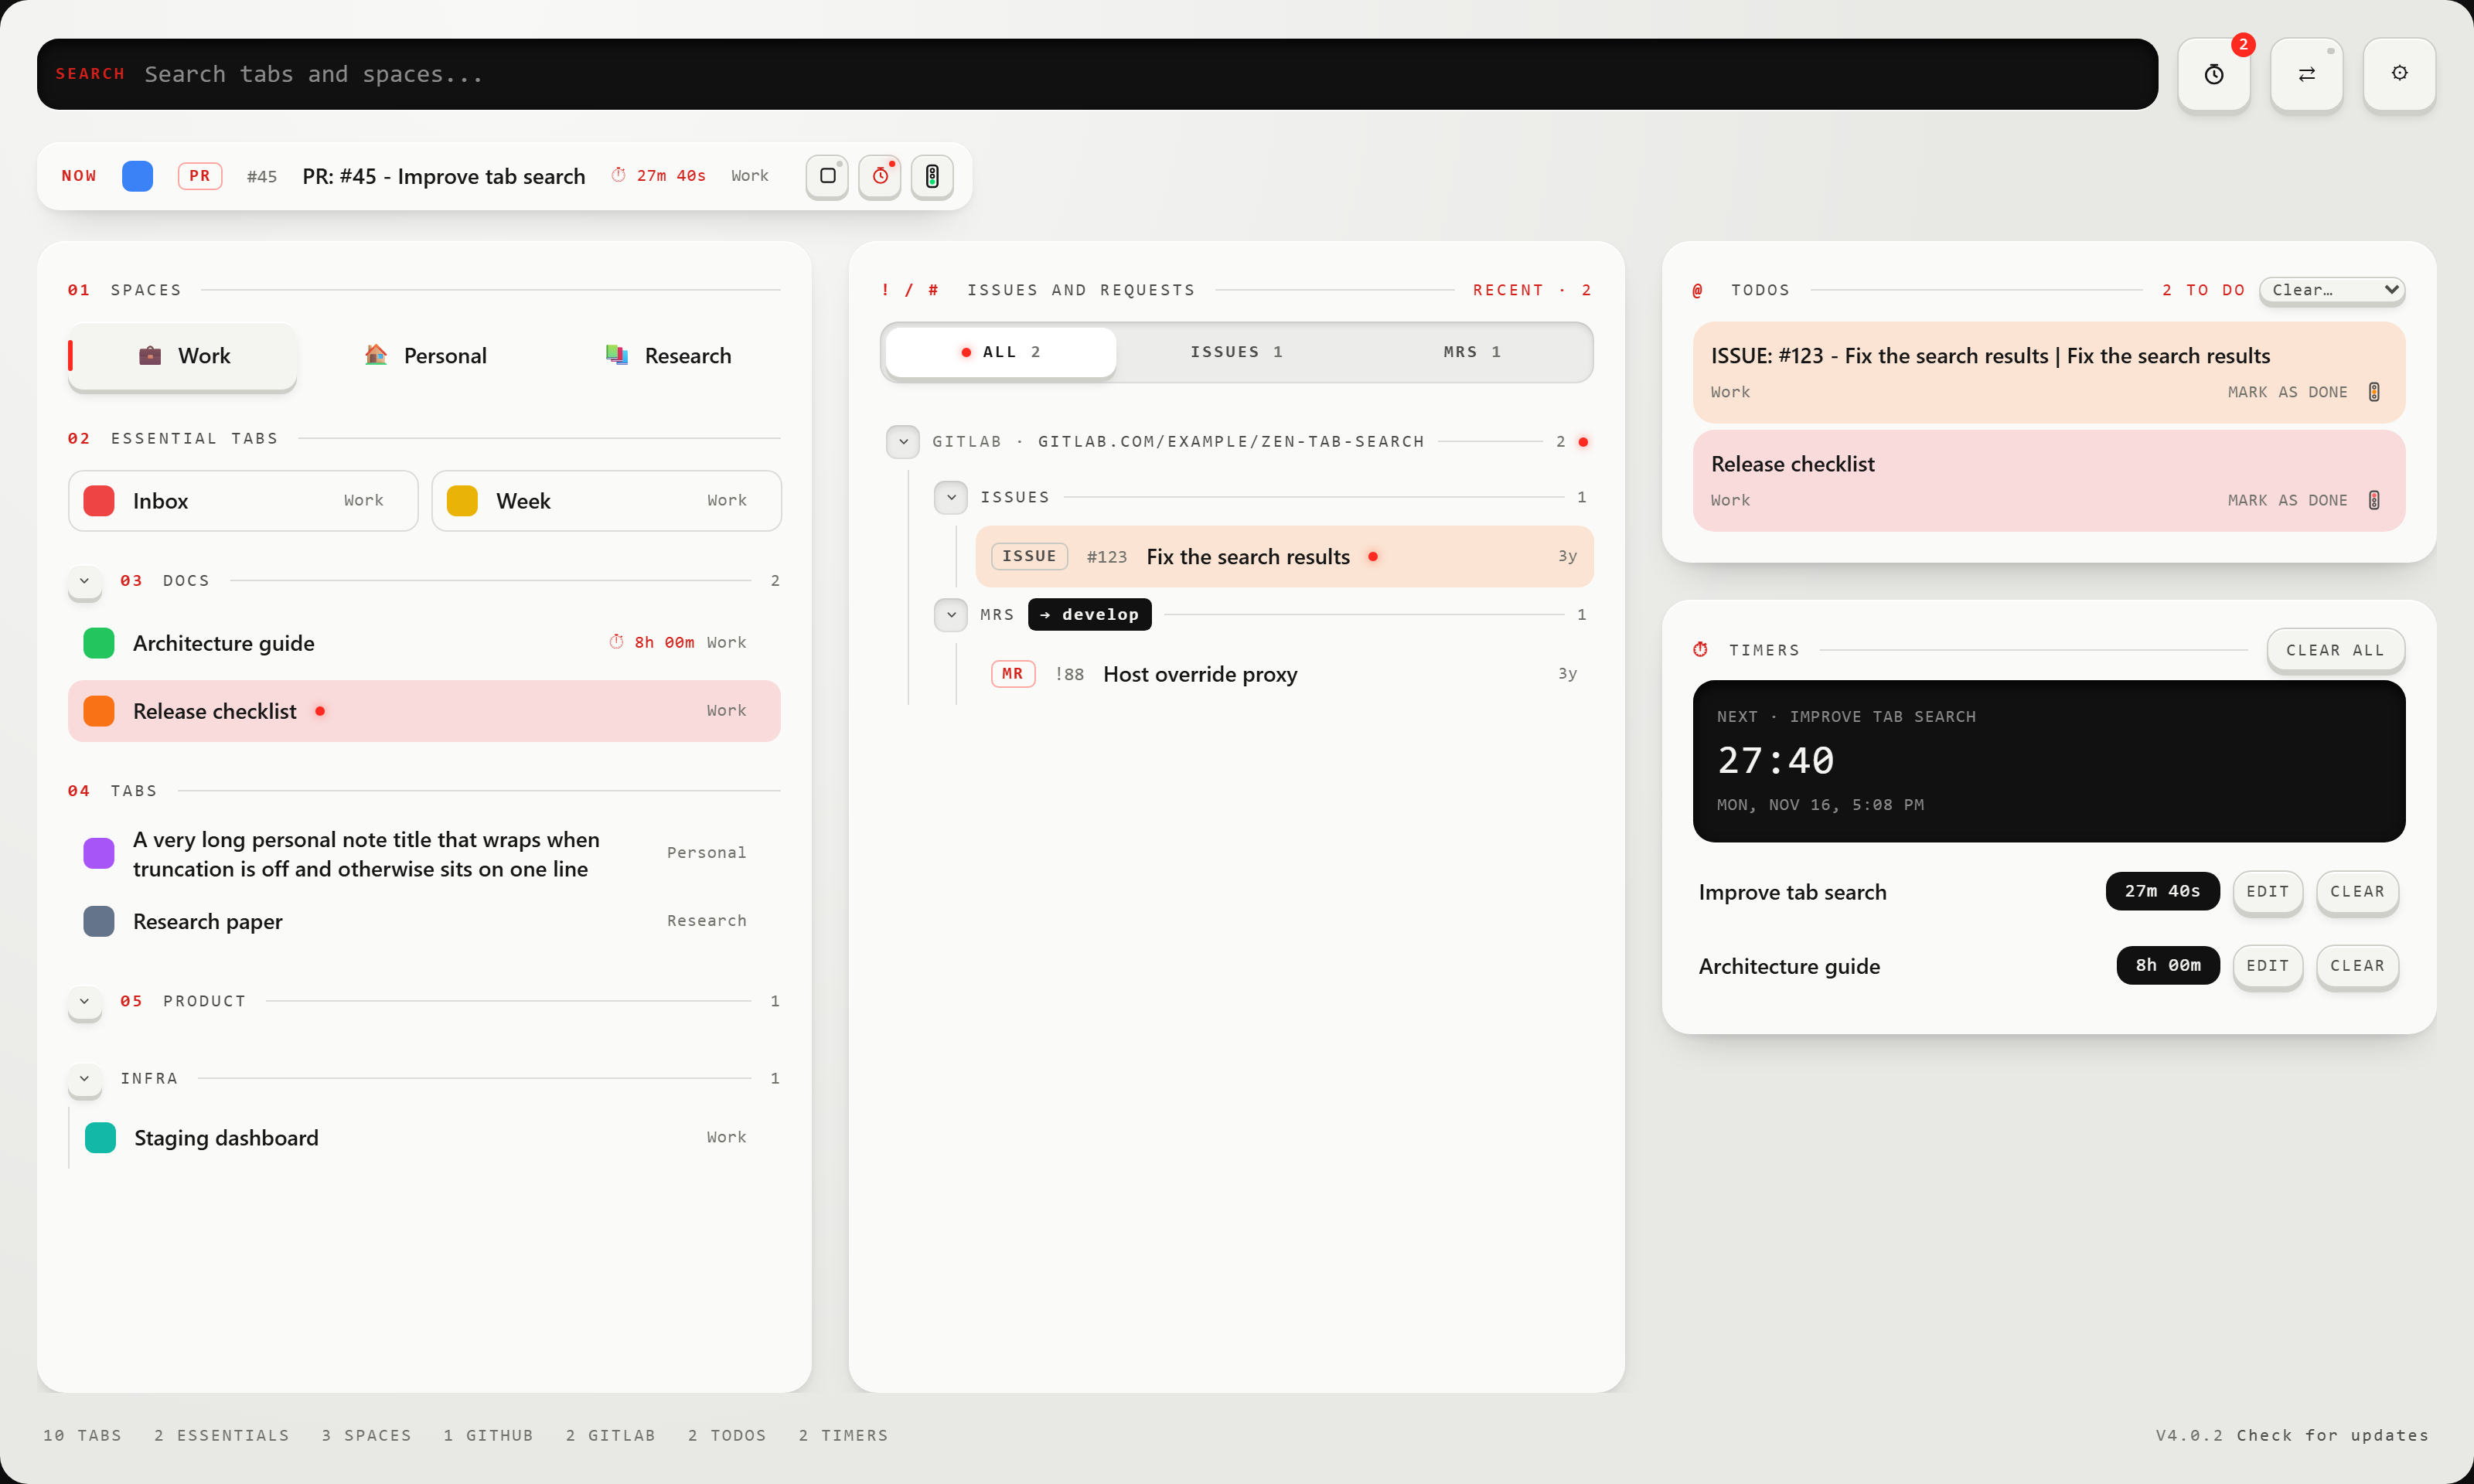 SEARCH Search tabs and spaces... 2
NOW PR #45 PR: #45 - Improve tab search ⏱ 27m 40s Work
01 SPACES
Work Personal Research
02 ESSENTIAL TABS
Inbox Work Week Work
03 DOCS 2
Architecture guide ⏱ 8h 00m Work
Release checklist Work
04 TABS
A very long personal note title that wraps when
truncation is off and otherwise sits on one line
Personal
Research paper Research
05 PRODUCT 1
INFRA 1
Staging dashboard Work
! / # ISSUES AND REQUESTS RECENT · 2
ALL 2 ISSUES 1 MRS 1
GITLAB · GITLAB.COM/EXAMPLE/ZEN-TAB-SEARCH 2
ISSUES 1
ISSUE #123 Fix the search results 3y
MRS → develop 1
MR !88 Host override proxy 3y
@ TODOS 2 TO DO Clear…
ISSUE: #123 - Fix the search results | Fix the search results
Work MARK AS DONE
Release checklist
Work MARK AS DONE
⏱ TIMERS CLEAR ALL
NEXT · IMPROVE TAB SEARCH
27:40
MON, NOV 16, 5:08 PM
Improve tab search 27m 40s EDIT CLEAR
Architecture guide 8h 00m EDIT CLEAR
10 TABS 2 ESSENTIALS 3 SPACES 1 GITHUB 2 GITLAB 2 TODOS 2 TIMERS V4.0.2 Check for updates